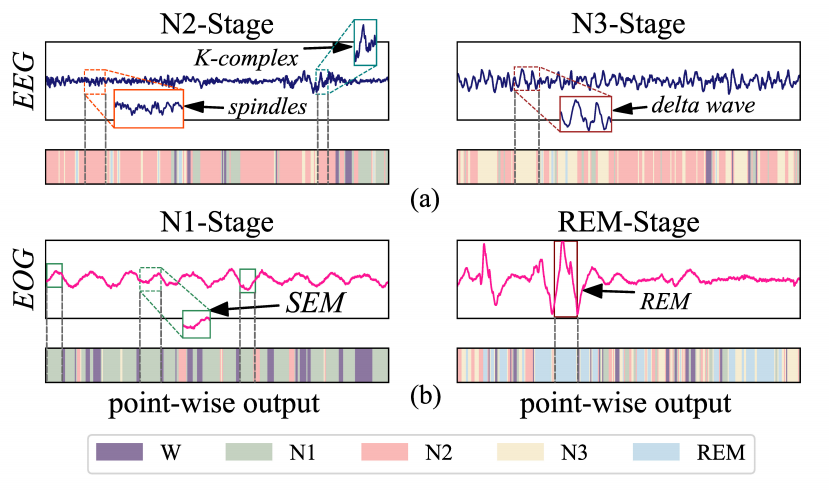 N2-Stage
N3-Stage
EEG
K-complex
spindles
delta wave
(a)
N1-Stage
REM-Stage
EOG
SEM
REM
(b)
point-wise output
point-wise output
W
N1
N2
N3
REM